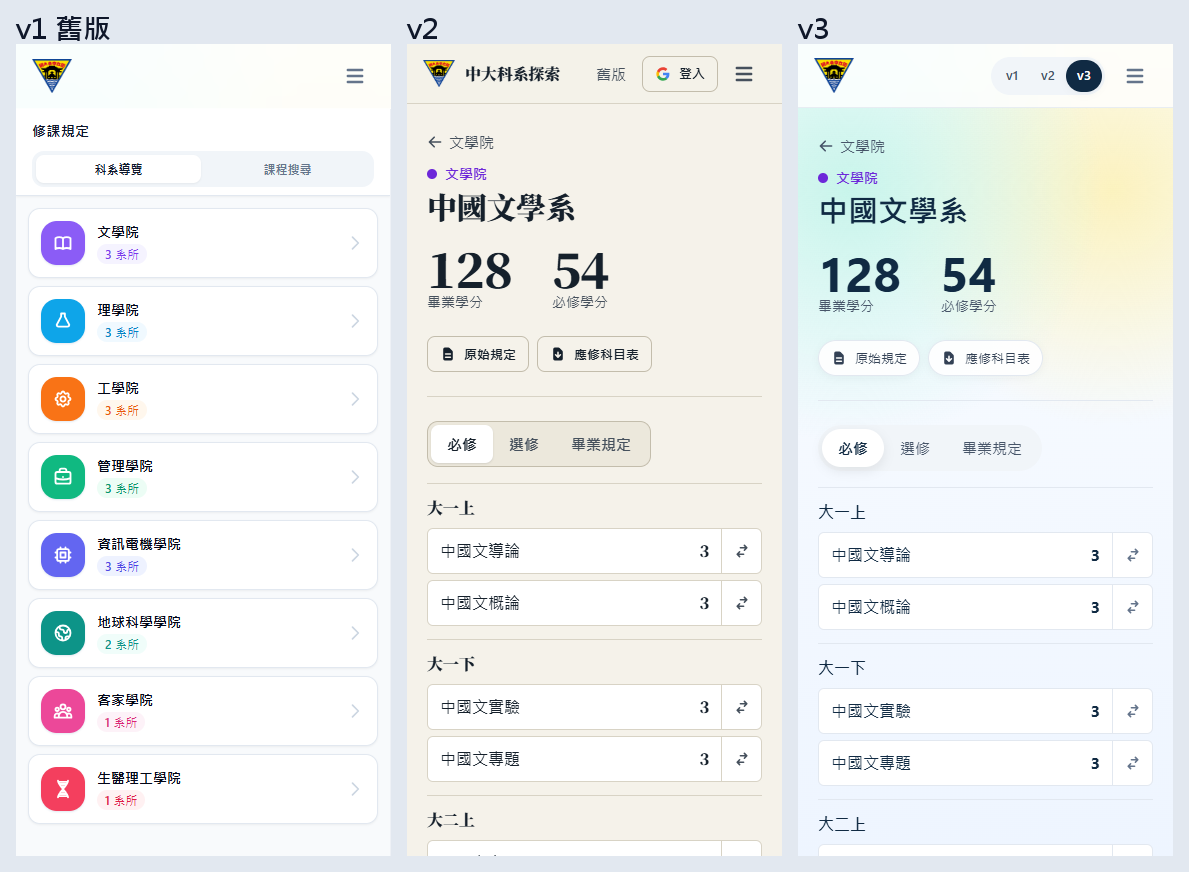 v1 舊版
修課規定
科系導覽
課程搜尋
文學院
3 系所
理學院
3 系所
工學院
3 系所
管理學院
3 系所
資訊電機學院
3 系所
地球科學學院
2 系所
客家學院
1 系所
生醫理工學院
1 系所
v2
中大科系探索
舊版
登入
← 文學院
文學院
中國文學系
128
畢業學分
54
必修學分
原始規定
應修科目表
必修
選修
畢業規定
大一上
中國文導論 3
中國文概論 3
大一下
中國文實驗 3
中國文專題 3
大二上
v3
v1
v2
v3
← 文學院
文學院
中國文學系
128
畢業學分
54
必修學分
原始規定
應修科目表
必修
選修
畢業規定
大一上
中國文導論 3
中國文概論 3
大一下
中國文實驗 3
中國文專題 3
大二上